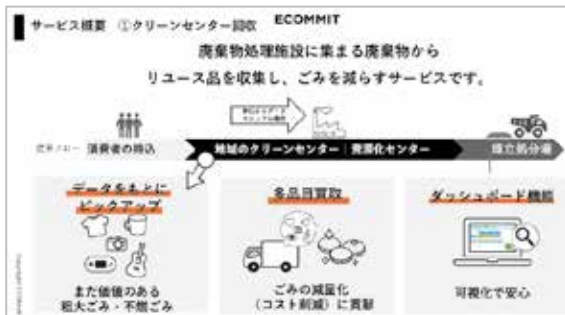 サービス概要 ①クリーンセンター回収
ECOMMIT
廃棄物処理施設に集まる廃棄物から
リユース品を収集し、ごみを減らすサービスです。
消費者の持込
地域のクリーンセンター｜資源化センター
埋立処分場
データをもとに
ピックアップ
まだ価値のある
粗大ごみ・不燃ごみ
多品目買取
ごみの減量化
（コスト削減）に貢献
ダッシュボード機能
可視化で安心